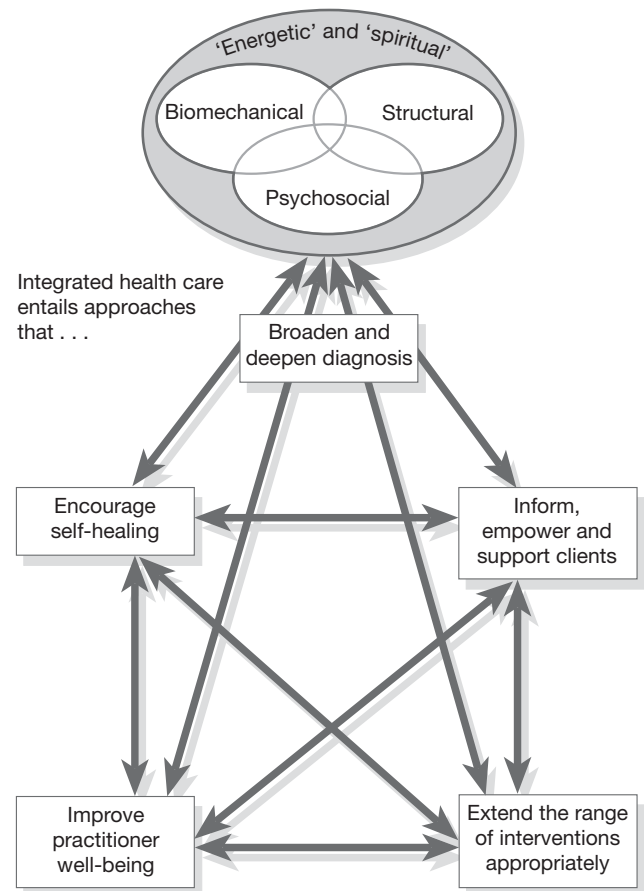 ‘Energetic’ and ‘spiritual’
Biomechanical
Structural
Psychosocial
Integrated health care
entails approaches
that . . .
Broaden and
deepen diagnosis
Encourage
self-healing
Inform,
empower and
support clients
Improve
practitioner
well-being
Extend the range
of interventions
appropriately